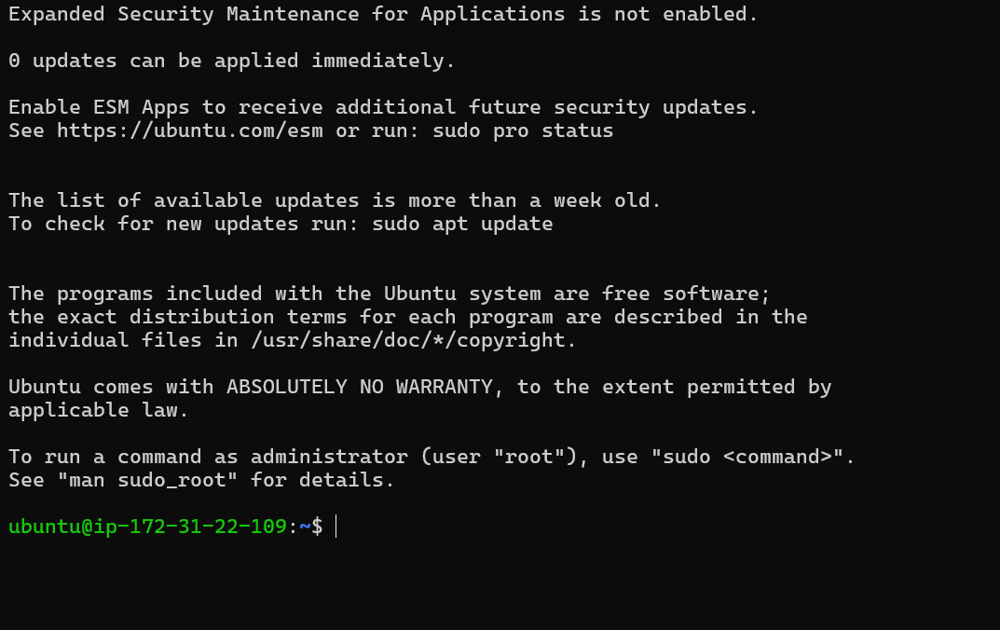 Expanded Security Maintenance for Applications is not enabled.
0 updates can be applied immediately.
Enable ESM Apps to receive additional future security updates.
See https://ubuntu.com/esm or run: sudo pro status
The list of available updates is more than a week old.
To check for new updates run: sudo apt update
The programs included with the Ubuntu system are free software;
the exact distribution terms for each program are described in the
individual files in /usr/share/doc/*/copyright.
Ubuntu comes with ABSOLUTELY NO WARRANTY, to the extent permitted by
applicable law.
To run a command as administrator (user "root"), use "sudo <command>".
See "man sudo_root" for details.
ubuntu@ip-172-31-22-109:~$